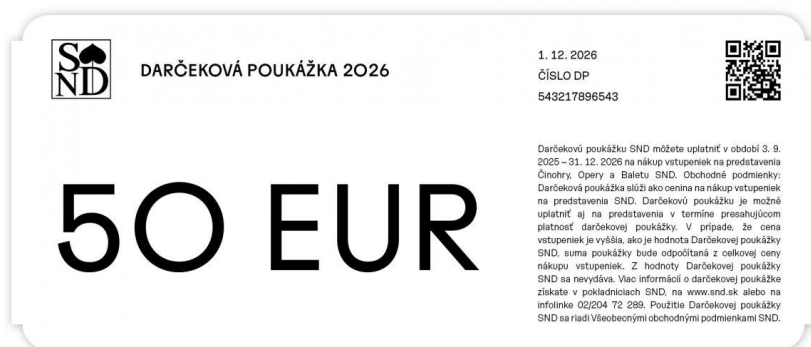 SND
DARČEKOVÁ POUKÁŽKA 2026
1. 12. 2026
ČÍSLO DP
543217896543
50 EUR
Darčekovú poukážku SND môžete uplatniť v období 3. 9.
2025 – 31. 12. 2026 na nákup vstupeniek na predstavenia
Činohry, Opery a Baletu SND. Obchodné podmienky:
Darčeková poukážka slúži ako cenina na nákup vstupeniek
na predstavenia SND. Darčekovú poukážku je možné
uplatniť aj na predstavenia v termíne presahujúcom
platnosť darčekovej poukážky. V prípade, že cena
vstupeniek je vyššia, ako je hodnota Darčekovej poukážky
SND, suma poukážky bude odpočítaná z celkovej ceny
nákupu vstupeniek. Z hodnoty Darčekovej poukážky
SND sa nevydáva. Viac informácií o darčekovej poukážke
získate v pokladniciach SND, na www.snd.sk alebo na
infolinke 02/204 72 289. Použitie Darčekovej poukážky
SND sa riadi Všeobecnými obchodnými podmienkami SND.